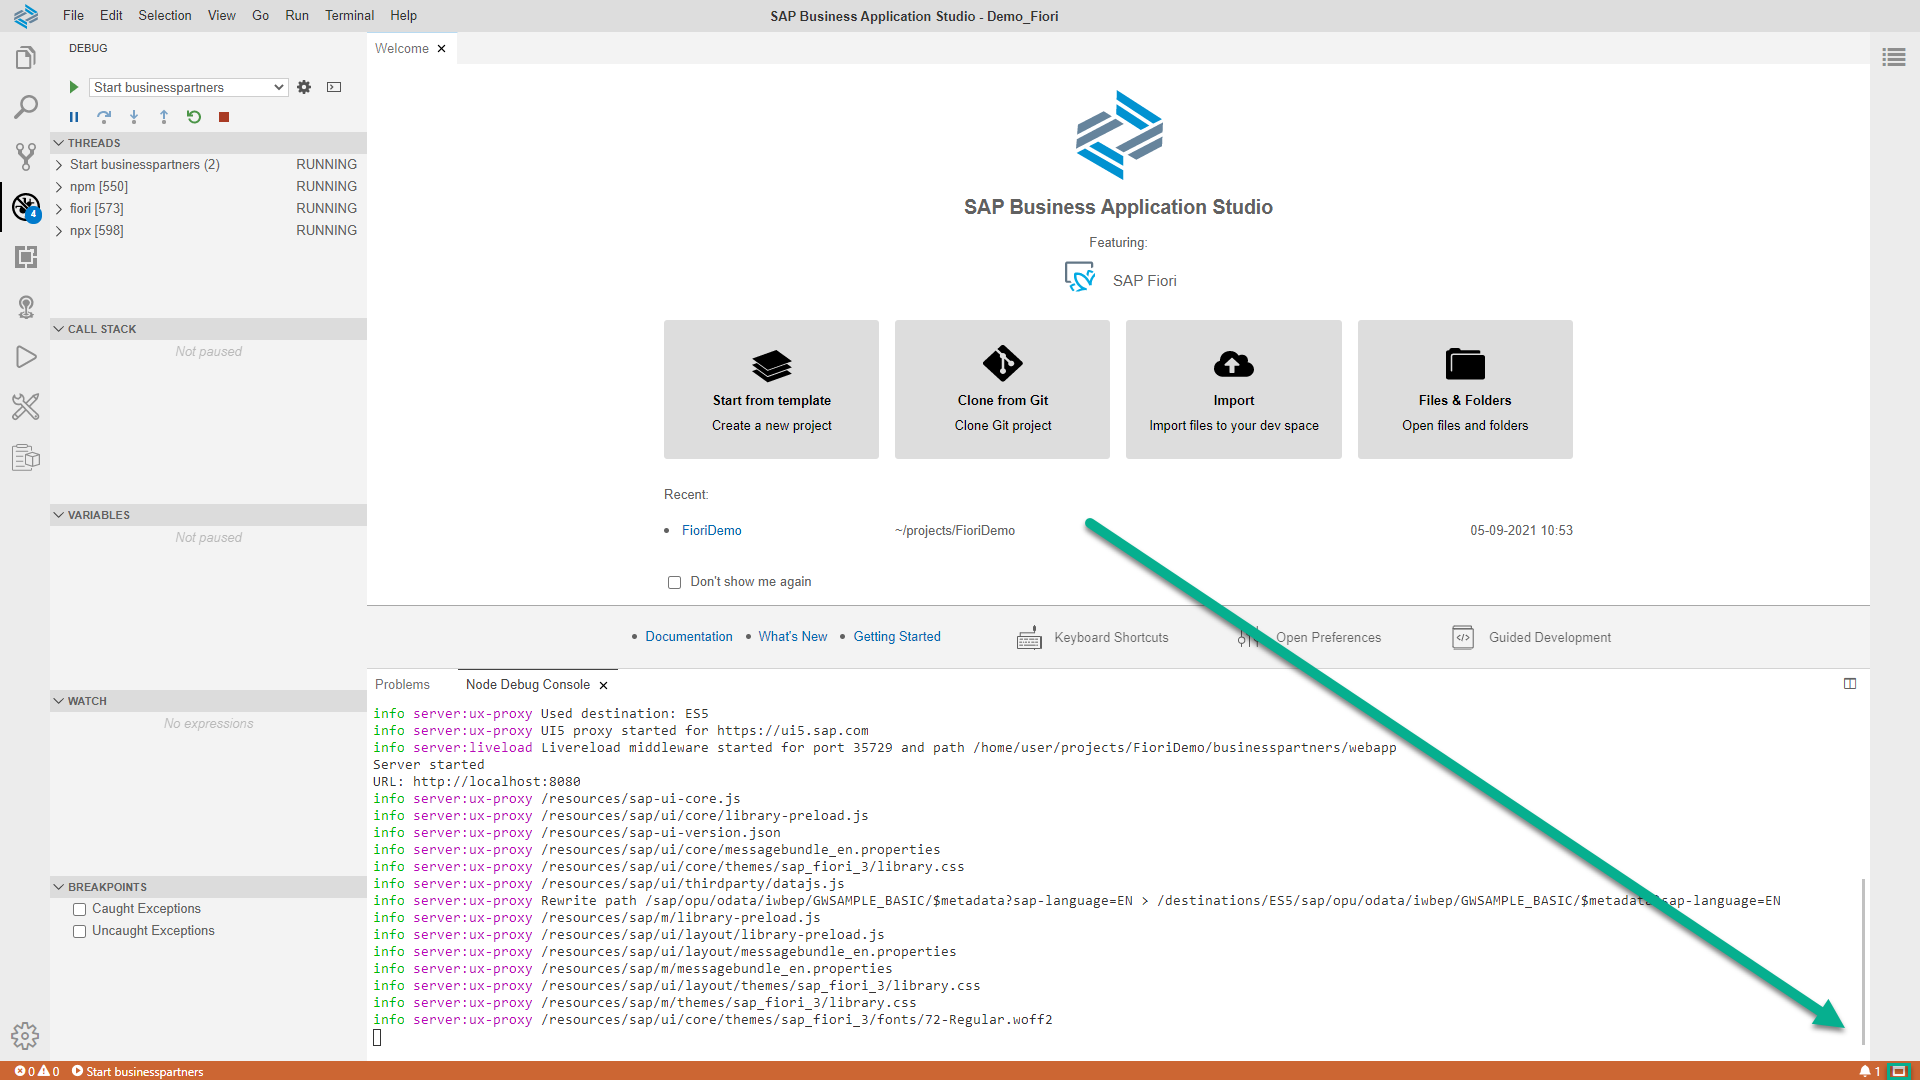 File Edit Selection View Go Run Terminal Help
SAP Business Application Studio - Demo_Fiori
DEBUG
Start businesspartners
4
THREADS
Start businesspartners (2) RUNNING
npm [550] RUNNING
fiori [573] RUNNING
npx [598] RUNNING
CALL STACK
Not paused
VARIABLES
Not paused
WATCH
No expressions
BREAKPOINTS
Caught Exceptions
Uncaught Exceptions
Welcome
SAP Business Application Studio
Featuring:
SAP Fiori
Start from template
Create a new project
Clone from Git
Clone Git project
Import
Import files to your dev space
Files & Folders
Open files and folders
Recent:
FioriDemo ~/projects/FioriDemo 05-09-2021 10:53
Don't show me again
Documentation What's New Getting Started Keyboard Shortcuts Open Preferences Guided Development
Problems Node Debug Console
info server:ux-proxy Used destination: ES5
info server:ux-proxy UI5 proxy started for https://ui5.sap.com
info server:liveload Livereload middleware started for port 35729 and path /home/user/projects/FioriDemo/businesspartners/webapp
Server started
URL: http://localhost:8080
info server:ux-proxy /resources/sap-ui-core.js
info server:ux-proxy /resources/sap/ui/core/library-preload.js
info server:ux-proxy /resources/sap-ui-version.json
info server:ux-proxy /resources/sap/ui/core/messagebundle_en.properties
info server:ux-proxy /resources/sap/ui/core/themes/sap_fiori_3/library.css
info server:ux-proxy /resources/sap/ui/thirdparty/datajs.js
info server:ux-proxy Rewrite path /sap/opu/odata/iwbep/GWSAMPLE_BASIC/$metadata?sap-language=EN > /destinations/ES5/sap/opu/odata/iwbep/GWSAMPLE_BASIC/$metadata?sap-language=EN
info server:ux-proxy /resources/sap/m/library-preload.js
info server:ux-proxy /resources/sap/ui/layout/library-preload.js
info server:ux-proxy /resources/sap/ui/layout/messagebundle_en.properties
info server:ux-proxy /resources/sap/m/messagebundle_en.properties
info server:ux-proxy /resources/sap/ui/layout/themes/sap_fiori_3/library.css
info server:ux-proxy /resources/sap/m/themes/sap_fiori_3/library.css
info server:ux-proxy /resources/sap/ui/core/themes/sap_fiori_3/fonts/72-Regular.woff2
0 0 Start businesspartners 1